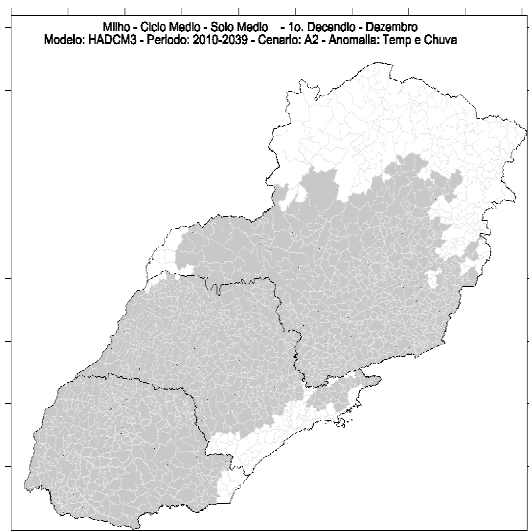 Milho - Ciclo Medio - Solo Medio - 1o. Decendio - Dezembro
Modelo: HADCM3 - Periodo: 2010-2039 - Cenario: A2 - Anomalia: Temp e Chuva